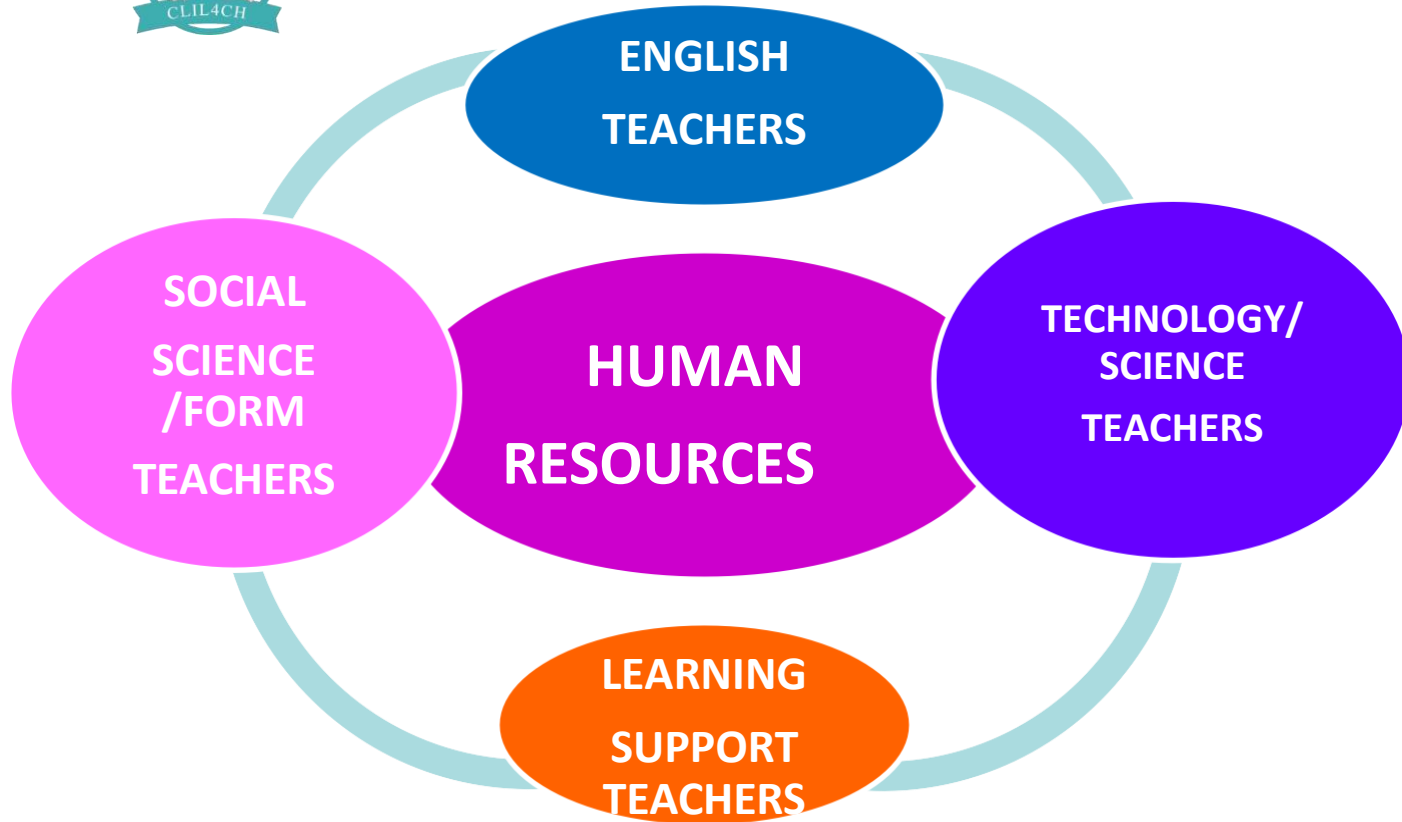 CLIL4CH
ENGLISH
TEACHERS
SOCIAL
SCIENCE
/FORM
TEACHERS
HUMAN
RESOURCES
TECHNOLOGY/
SCIENCE
TEACHERS
LEARNING
SUPPORT
TEACHERS